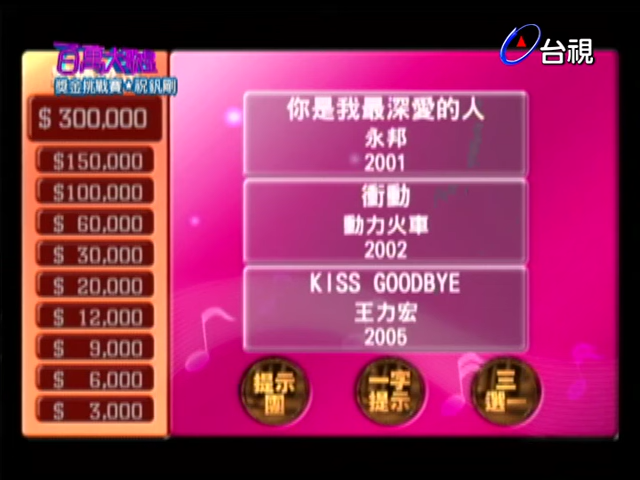 百萬大歌星
獎金挑戰賽 祝釩剛
台視
$ 300,000
$150,000
$100,000
$ 60,000
$ 30,000
$ 20,000
$ 12,000
$ 9,000
$ 6,000
$ 3,000
你是我最深愛的人
永邦
2001
衝動
動力火車
2002
KISS GOODBYE
王力宏
2005
提示
團
一字
提示
三
選一